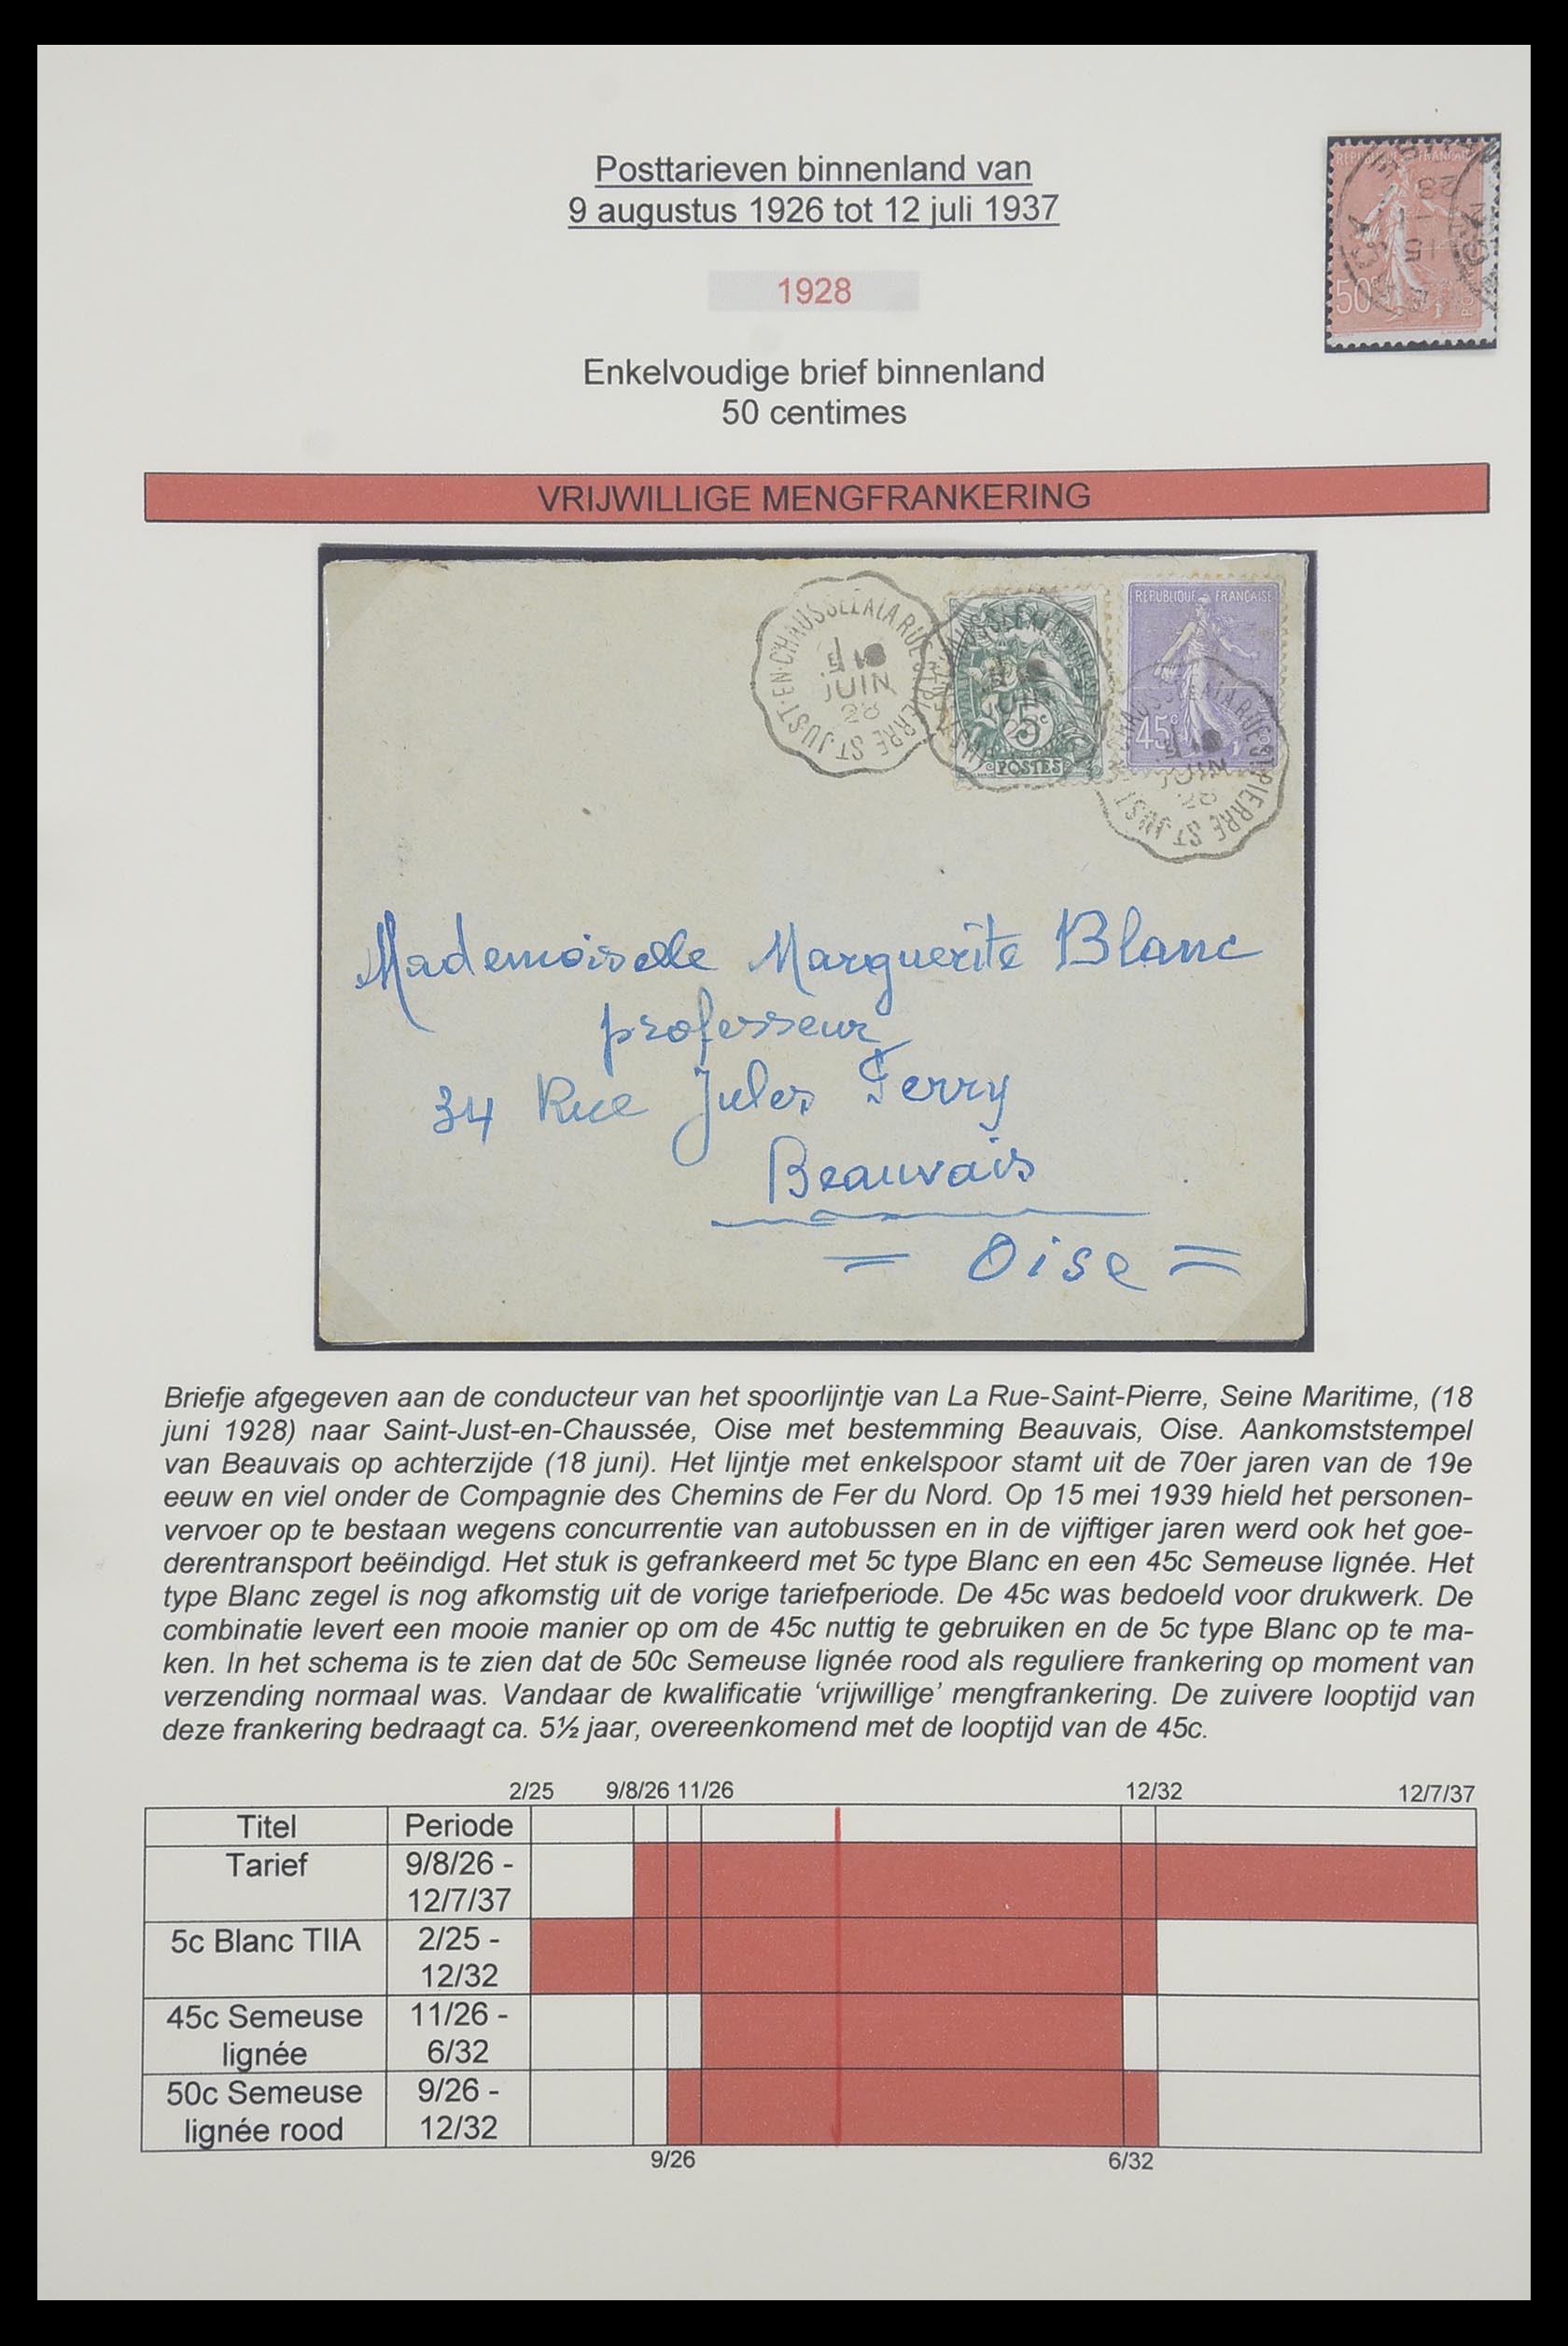 Posttarieven binnenland van
9 augustus 1926 tot 12 juli 1937
1928
Enkelvoudige brief binnenland
50 centimes
50c
VRIJWILLIGE MENGFRANKERING
ST JUST-EN-CHAUSSEE A LA RUE ST PIERRE
18
JUIN
28
5c
POSTES
REPUBLIQUE FRANÇAISE
45c
JUIN
28
Mademoiselle Marguerite Blanc
professeur
34 Rue Jules Ferry
Beauvais
= Oise =
Briefje afgegeven aan de conducteur van het spoorlijntje van La Rue-Saint-Pierre, Seine Maritime, (18
juni 1928) naar Saint-Just-en-Chaussée, Oise met bestemming Beauvais, Oise. Aankomststempel
van Beauvais op achterzijde (18 juni). Het lijntje met enkelspoor stamt uit de 70er jaren van de 19e
eeuw en viel onder de Compagnie des Chemins de Fer du Nord. Op 15 mei 1939 hield het personen-
vervoer op te bestaan wegens concurrentie van autobussen en in de vijftiger jaren werd ook het goe-
derentransport beëindigd. Het stuk is gefrankeerd met 5c type Blanc en een 45c Semeuse lignée. Het
type Blanc zegel is nog afkomstig uit de vorige tariefperiode. De 45c was bedoeld voor drukwerk. De
combinatie levert een mooie manier op om de 45c nuttig te gebruiken en de 5c type Blanc op te ma-
ken. In het schema is te zien dat de 50c Semeuse lignée rood als reguliere frankering op moment van
verzending normaal was. Vandaar de kwalificatie ‘vrijwillige’ mengfrankering. De zuivere looptijd van
deze frankering bedraagt ca. 5½ jaar, overeenkomend met de looptijd van de 45c.
2/25 9/8/26 11/26 12/32 12/7/37
Titel Periode
Tarief 9/8/26 -
12/7/37
5c Blanc TIIA 2/25 -
12/32
45c Semeuse 11/26 -
lignée 6/32
50c Semeuse 9/26 -
lignée rood 12/32
9/26 6/32